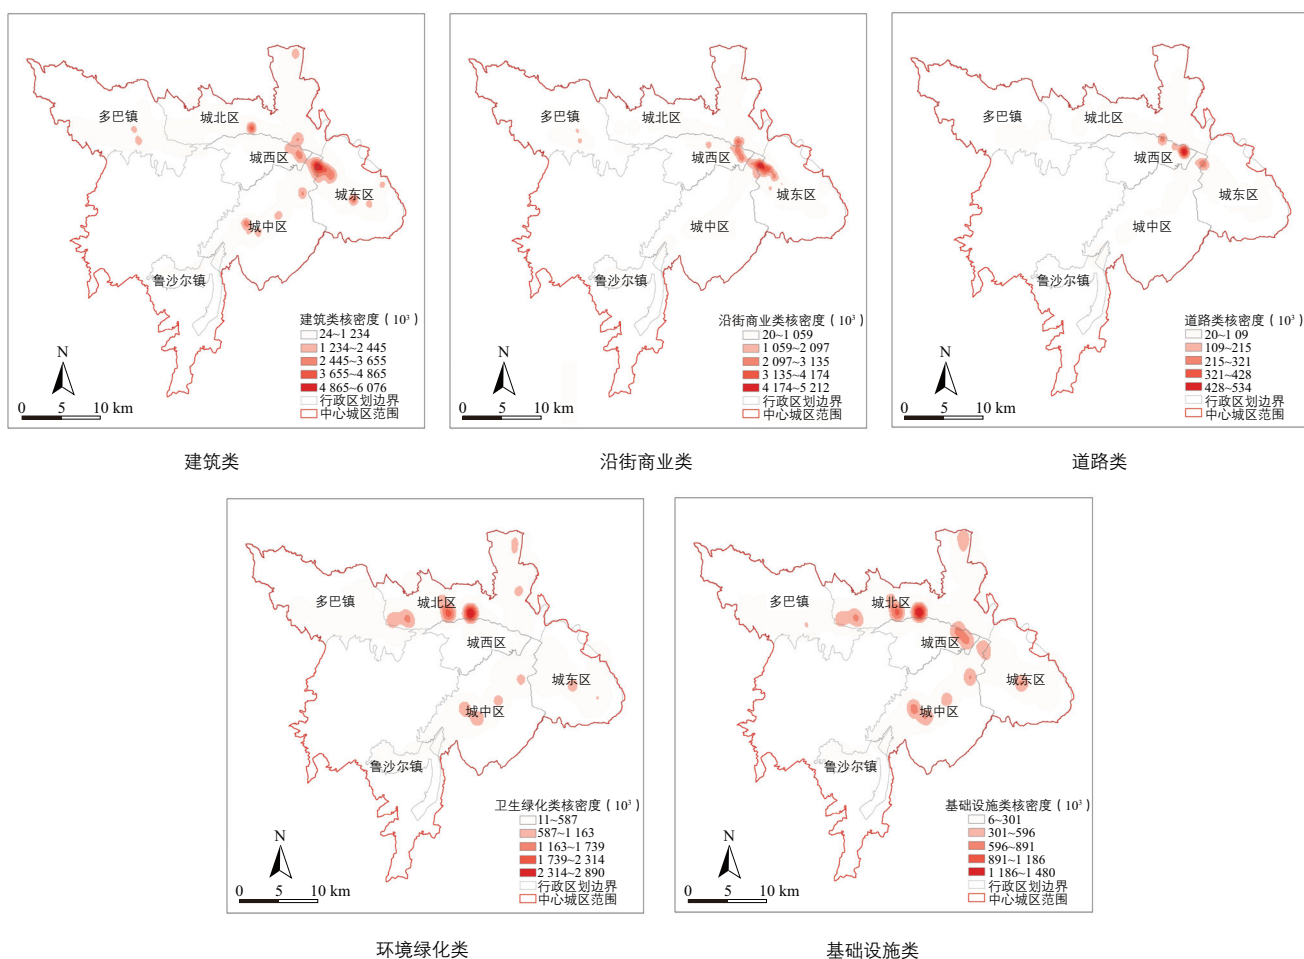 多巴镇
城北区
城西区
城东区
城中区
鲁沙尔镇
建筑类核密度（10³）
24~1 234
1 234~2 445
2 445~3 655
3 655~4 865
4 865~6 076
行政区划边界
中心城区范围
N
0 5 10 km
建筑类
多巴镇
城北区
城西区
城东区
城中区
鲁沙尔镇
沿街商业类核密度（10³）
20~1 059
1 059~2 097
2 097~3 135
3 135~4 174
4 174~5 212
行政区划边界
中心城区范围
N
0 5 10 km
沿街商业类
多巴镇
城北区
城西区
城东区
城中区
鲁沙尔镇
道路类核密度（10³）
20~1 09
109~215
215~321
321~428
428~534
行政区划边界
中心城区范围
N
0 5 10 km
道路类
多巴镇
城北区
城西区
城东区
城中区
鲁沙尔镇
卫生绿化类核密度（10³）
11~587
587~1 163
1 163~1 739
1 739~2 314
2 314~2 890
行政区划边界
中心城区范围
N
0 5 10 km
环境绿化类
多巴镇
城北区
城西区
城东区
城中区
鲁沙尔镇
基础设施类核密度（10³）
6~301
301~596
596~891
891~1 186
1 186~1 480
行政区划边界
中心城区范围
N
0 5 10 km
基础设施类